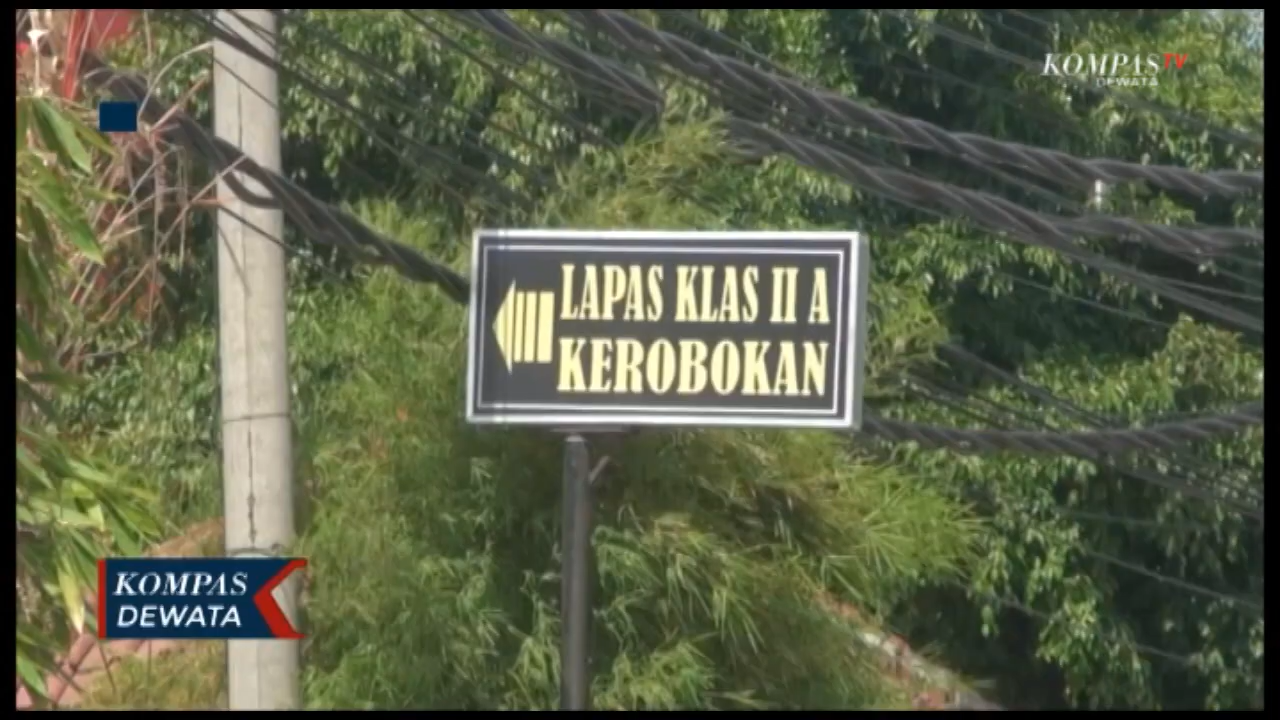 KOMPASTV
DEWATA
LAPAS KLAS II A
KEROBOKAN
KOMPAS
DEWATA